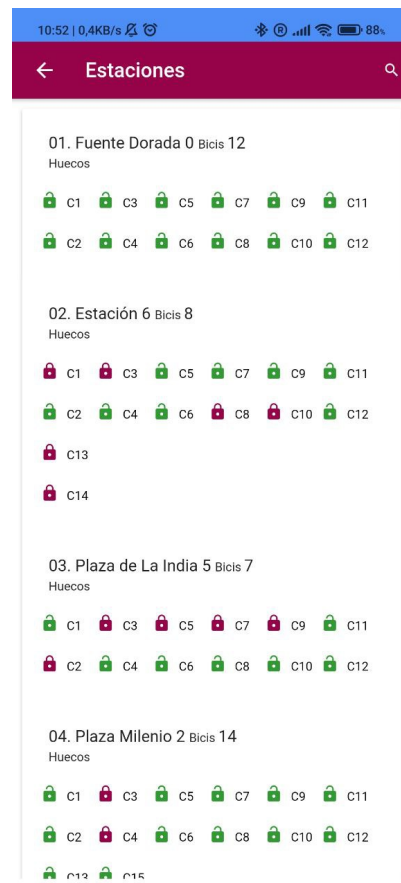 10:52 | 0,4KB/s 88%
Estaciones
01. Fuente Dorada 0 Bicis 12
Huecos
C1 C3 C5 C7 C9 C11
C2 C4 C6 C8 C10 C12
02. Estación 6 Bicis 8
Huecos
C1 C3 C5 C7 C9 C11
C2 C4 C6 C8 C10 C12
C13
C14
03. Plaza de La India 5 Bicis 7
Huecos
C1 C3 C5 C7 C9 C11
C2 C4 C6 C8 C10 C12
04. Plaza Milenio 2 Bicis 14
Huecos
C1 C3 C5 C7 C9 C11
C2 C4 C6 C8 C10 C12
C13 C15